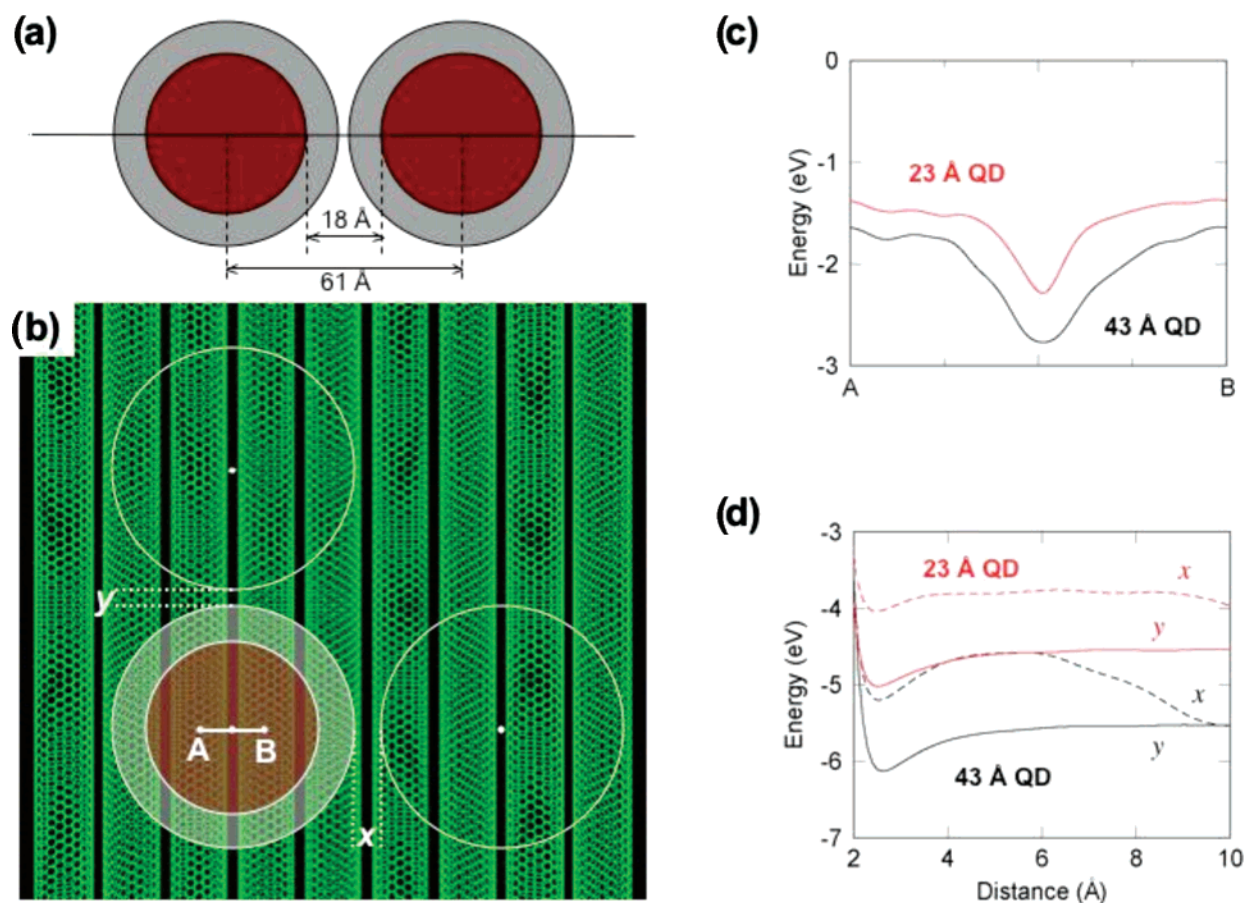 (a)
18 Å
61 Å
(b)
y
A B
x
(c)
0
-1
-2
-3
Energy (eV)
23 Å QD
43 Å QD
A B
(d)
-3
-4
-5
-6
-7
Energy (eV)
23 Å QD
x
y
x
y
43 Å QD
2 4 6 8 10
Distance (Å)